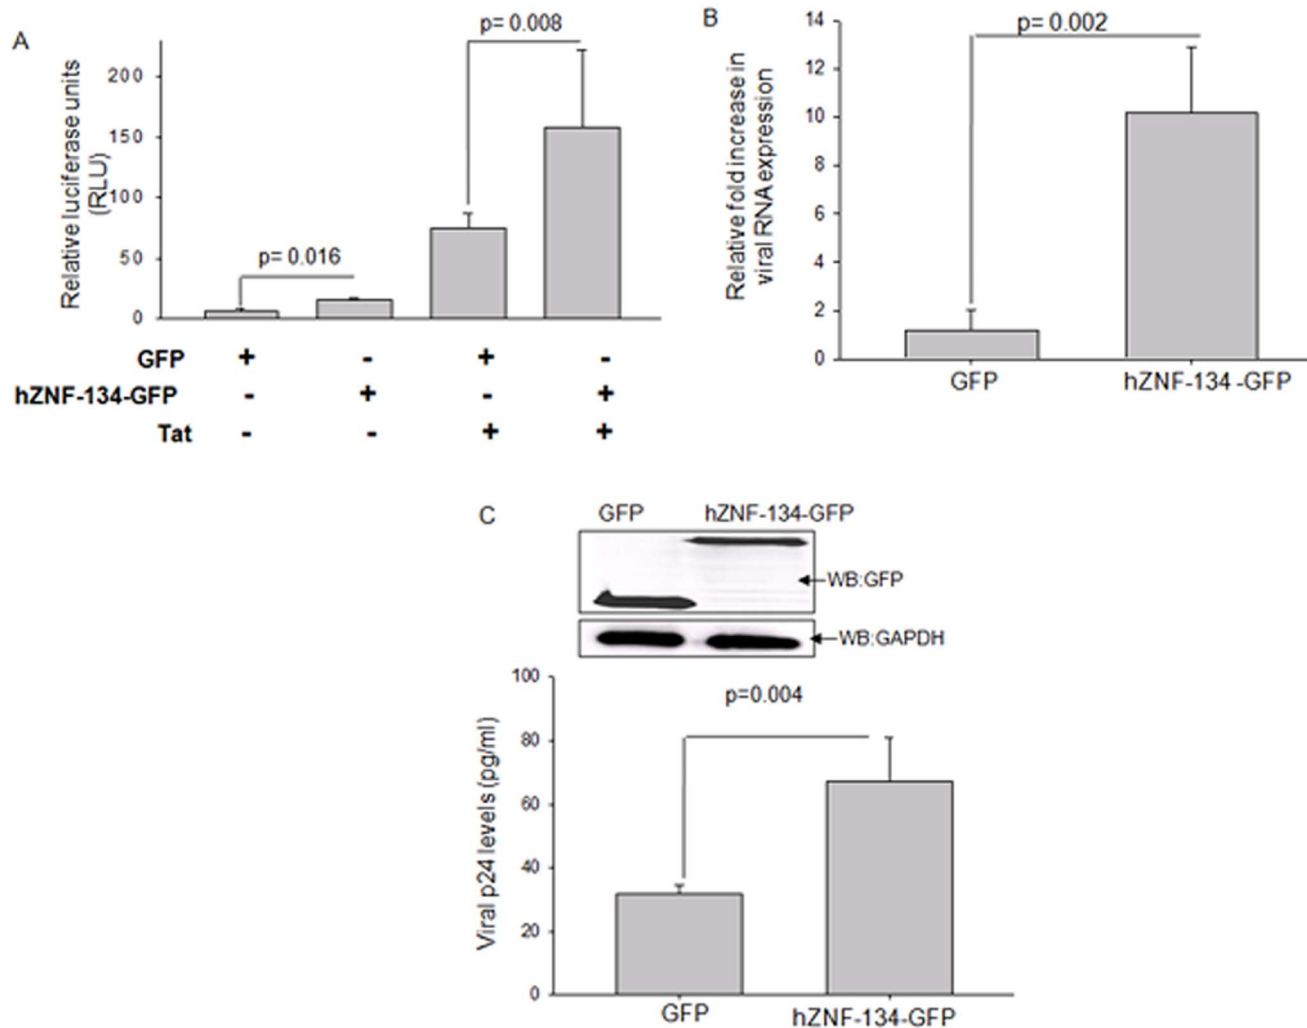 A
p= 0.008
p= 0.016
Relative luciferase units
(RLU)
200
150
100
50
0
GFP + - + -
hZNF-134-GFP - + - +
Tat - - + +
B
p= 0.002
Relative fold increase in
viral RNA expression
14
12
10
8
6
4
2
0
GFP hZNF-134 -GFP
C
GFP hZNF-134-GFP
WB:GFP
WB:GAPDH
p=0.004
Viral p24 levels (pg/ml)
100
80
60
40
20
0
GFP hZNF-134-GFP